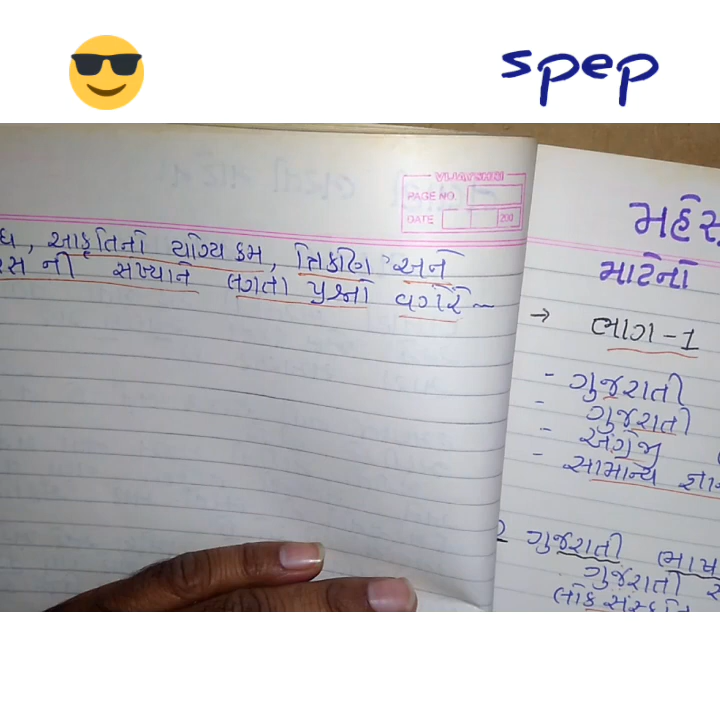 spep
VIJAYSHRI
PAGE NO.
DATE
200
ધ, આકૃતિનો યોગ્ય ક્રમ, ત્રિકોણ અને
રસ ની સંખ્યાને લગતા પ્રશ્નો વગેરે ~
મહેસૂ
માટેનો
→ ભાગ-1
- ગુજરાતી
- ગુજરાતી
- અંગ્રેજી
- સામાન્ય જ્ઞાન
ગુજરાતી ભાષ
ગુજરાતી સ
લોકસંસ્કૃતિ